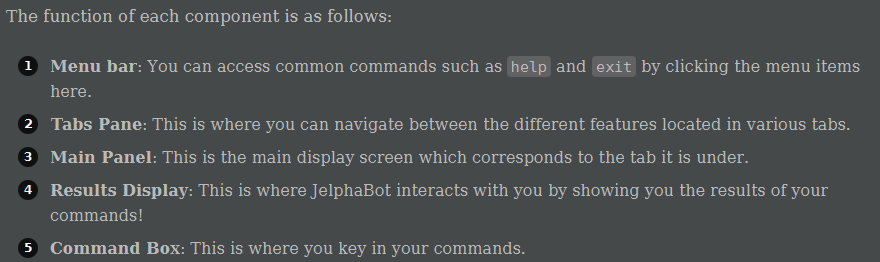 The function of each component is as follows:
1 Menu bar: You can access common commands such as help and exit by clicking the menu items
here.
2 Tabs Pane: This is where you can navigate between the different features located in various tabs.
3 Main Panel: This is the main display screen which corresponds to the tab it is under.
4 Results Display: This is where JelphaBot interacts with you by showing you the results of your
commands!
5 Command Box: This is where you key in your commands.